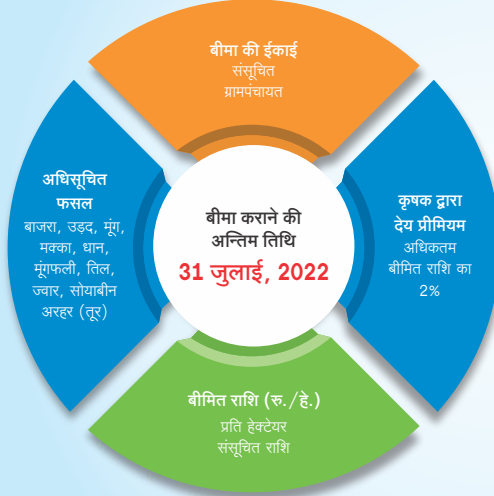 बीमा की ईकाई
संसूचित
ग्रामपंचायत
अधिसूचित
फसल
बाजरा, उड़द, मूंग,
मक्का, धान,
मूंगफली, तिल,
ज्वार, सोयाबीन
अरहर (तूर)
बीमा कराने की
अन्तिम तिथि
31 जुलाई, 2022
कृषक द्वारा
देय प्रीमियम
अधिकतम
बीमित राशि का
2%
बीमित राशि (रु./हे.)
प्रति हेक्टेयर
संसूचित राशि